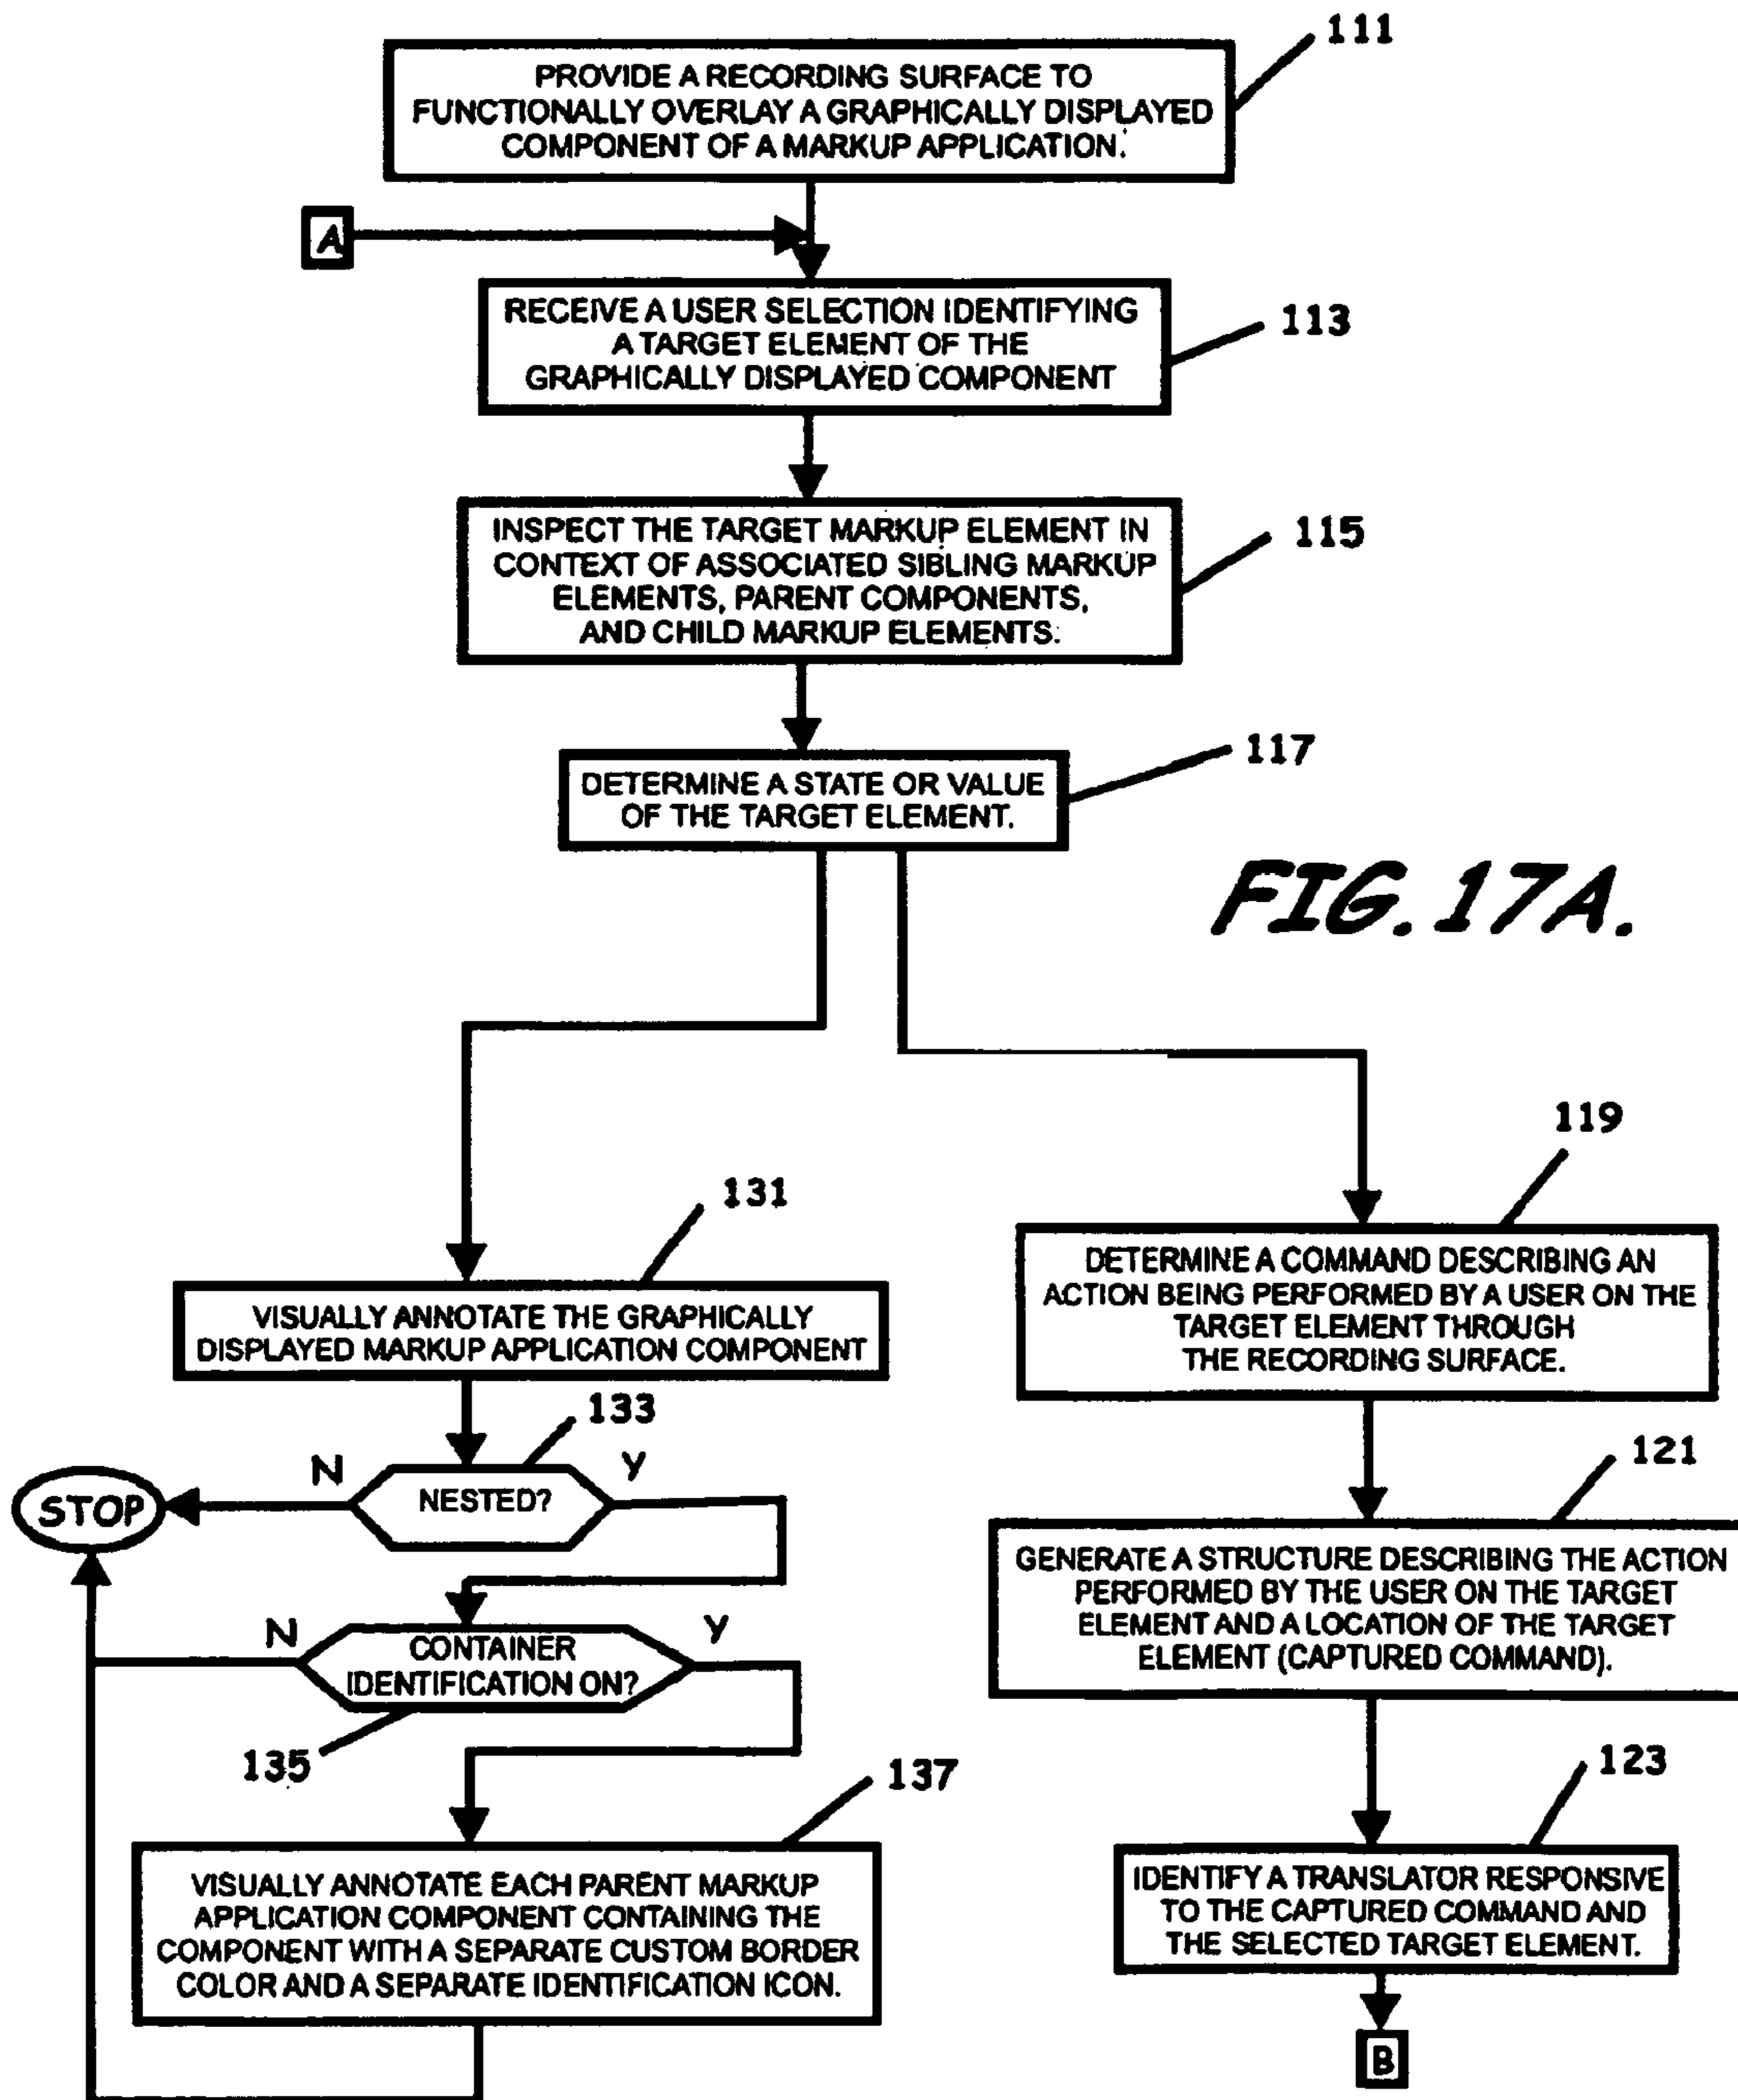 111
PROVIDE A RECORDING SURFACE TO
FUNCTIONALLY OVERLAY A GRAPHICALLY DISPLAYED
COMPONENT OF A MARKUP APPLICATION.
A
RECEIVE A USER SELECTION IDENTIFYING
A TARGET ELEMENT OF THE
GRAPHICALLY DISPLAYED COMPONENT
113
INSPECT THE TARGET MARKUP ELEMENT IN
CONTEXT OF ASSOCIATED SIBLING MARKUP
ELEMENTS, PARENT COMPONENTS,
AND CHILD MARKUP ELEMENTS.
115
DETERMINE A STATE OR VALUE
OF THE TARGET ELEMENT.
117
FIG. 17A.
131
VISUALLY ANNOTATE THE GRAPHICALLY
DISPLAYED MARKUP APPLICATION COMPONENT
133
N
Y
NESTED?
STOP
N
Y
CONTAINER
IDENTIFICATION ON?
135
137
VISUALLY ANNOTATE EACH PARENT MARKUP
APPLICATION COMPONENT CONTAINING THE
COMPONENT WITH A SEPARATE CUSTOM BORDER
COLOR AND A SEPARATE IDENTIFICATION ICON.
119
DETERMINE A COMMAND DESCRIBING AN
ACTION BEING PERFORMED BY A USER ON THE
TARGET ELEMENT THROUGH
THE RECORDING SURFACE.
121
GENERATE A STRUCTURE DESCRIBING THE ACTION
PERFORMED BY THE USER ON THE TARGET
ELEMENT AND A LOCATION OF THE TARGET
ELEMENT (CAPTURED COMMAND).
123
IDENTIFY A TRANSLATOR RESPONSIVE
TO THE CAPTURED COMMAND AND
THE SELECTED TARGET ELEMENT.
B